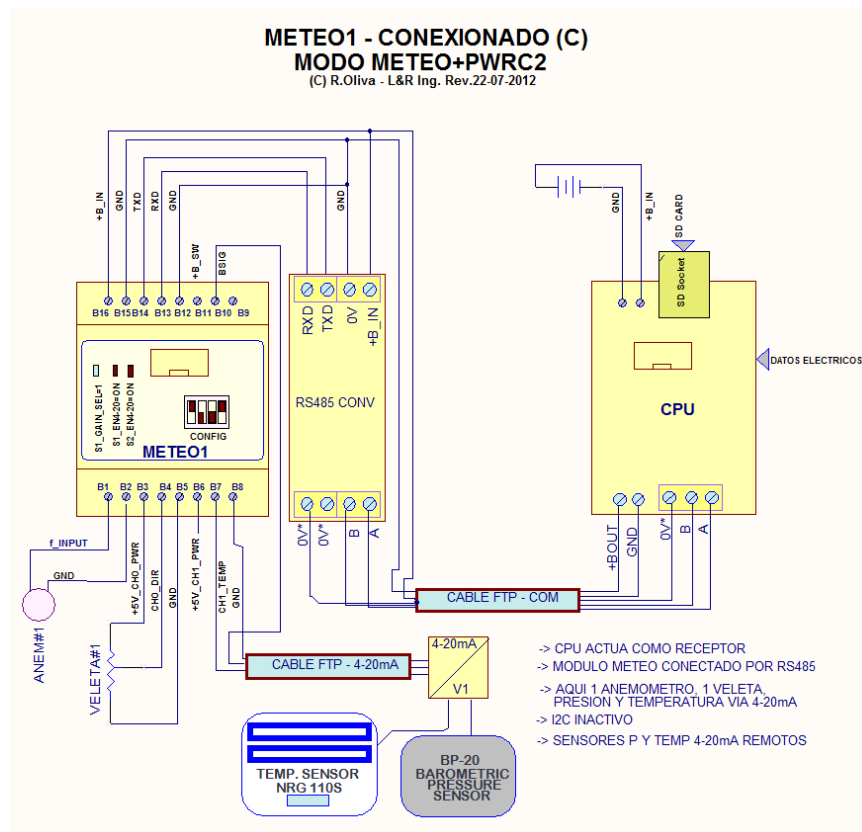 METEO1 - CONEXIONADO (C)
MODO METEO+PWRC2
(C) R.Oliva - L&R Ing. Rev.22-07-2012
+B_IN
GND
TXD
RXD
GND
+B_SW
BSIG
GND
GND
+B_IN
SD CARD
SD Socket
B16
B15
B14
B13
B12
B11
B10
B9
RXD
TXD
0V
+B_IN
S1_GAIN_SEL=1
S1_EN4-20=ON
S2_EN4-20=ON
CONFIG
METEO1
RS485 CONV
DATOS ELECTRICOS
CPU
B1
B2
B3
B4
B5
B6
B7
B8
0V*
0V*
B
A
+BOUT
GND
0V*
B
A
f_INPUT
GND
+5V_CH0_PWR
CH0_DIR
GND
+5V_CH1_PWR
CH1_TEMP
GND
ANEM#1
VELETA#1
CABLE FTP - COM
CABLE FTP - 4-20mA
4-20mA
V1
-> CPU ACTUA COMO RECEPTOR
-> MODULO METEO CONECTADO POR RS485
-> AQUI 1 ANEMOMETRO, 1 VELETA,
PRESION Y TEMPERATURA VIA 4-20mA
-> I2C INACTIVO
-> SENSORES P Y TEMP 4-20mA REMOTOS
TEMP. SENSOR
NRG 110S
BP-20
BAROMETRIC
PRESSURE
SENSOR